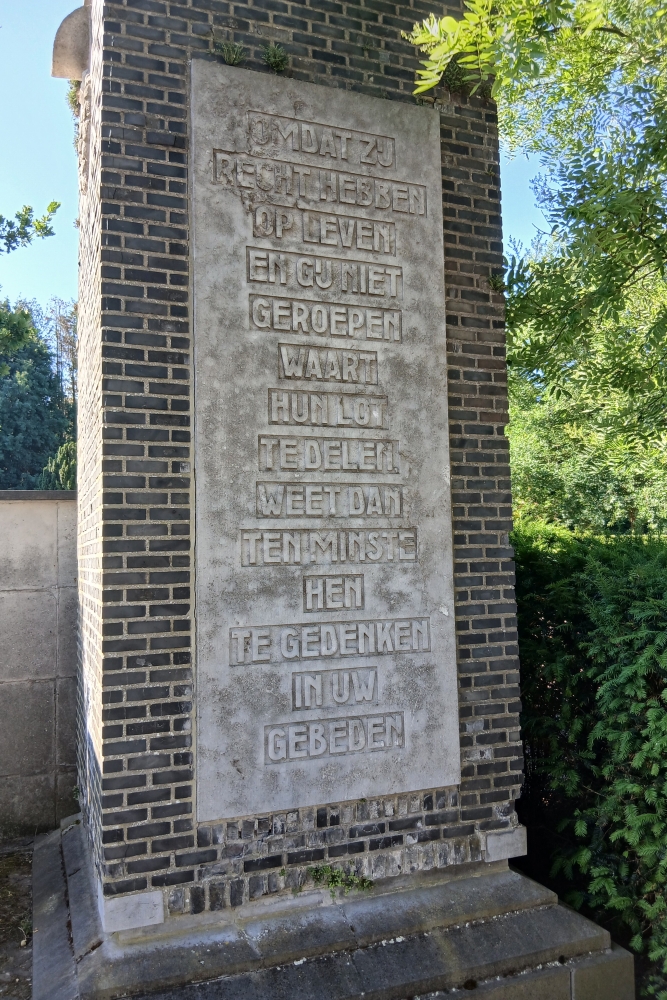 OMDAT ZIJ
RECHT HEBBEN
OP LEVEN
EN GIJ NIET
GEROEPEN
WAART
HUN LOT
TE DELEN.
WEET DAN
TEN MINSTE
HEN
TE GEDENKEN
IN UW
GEBEDEN